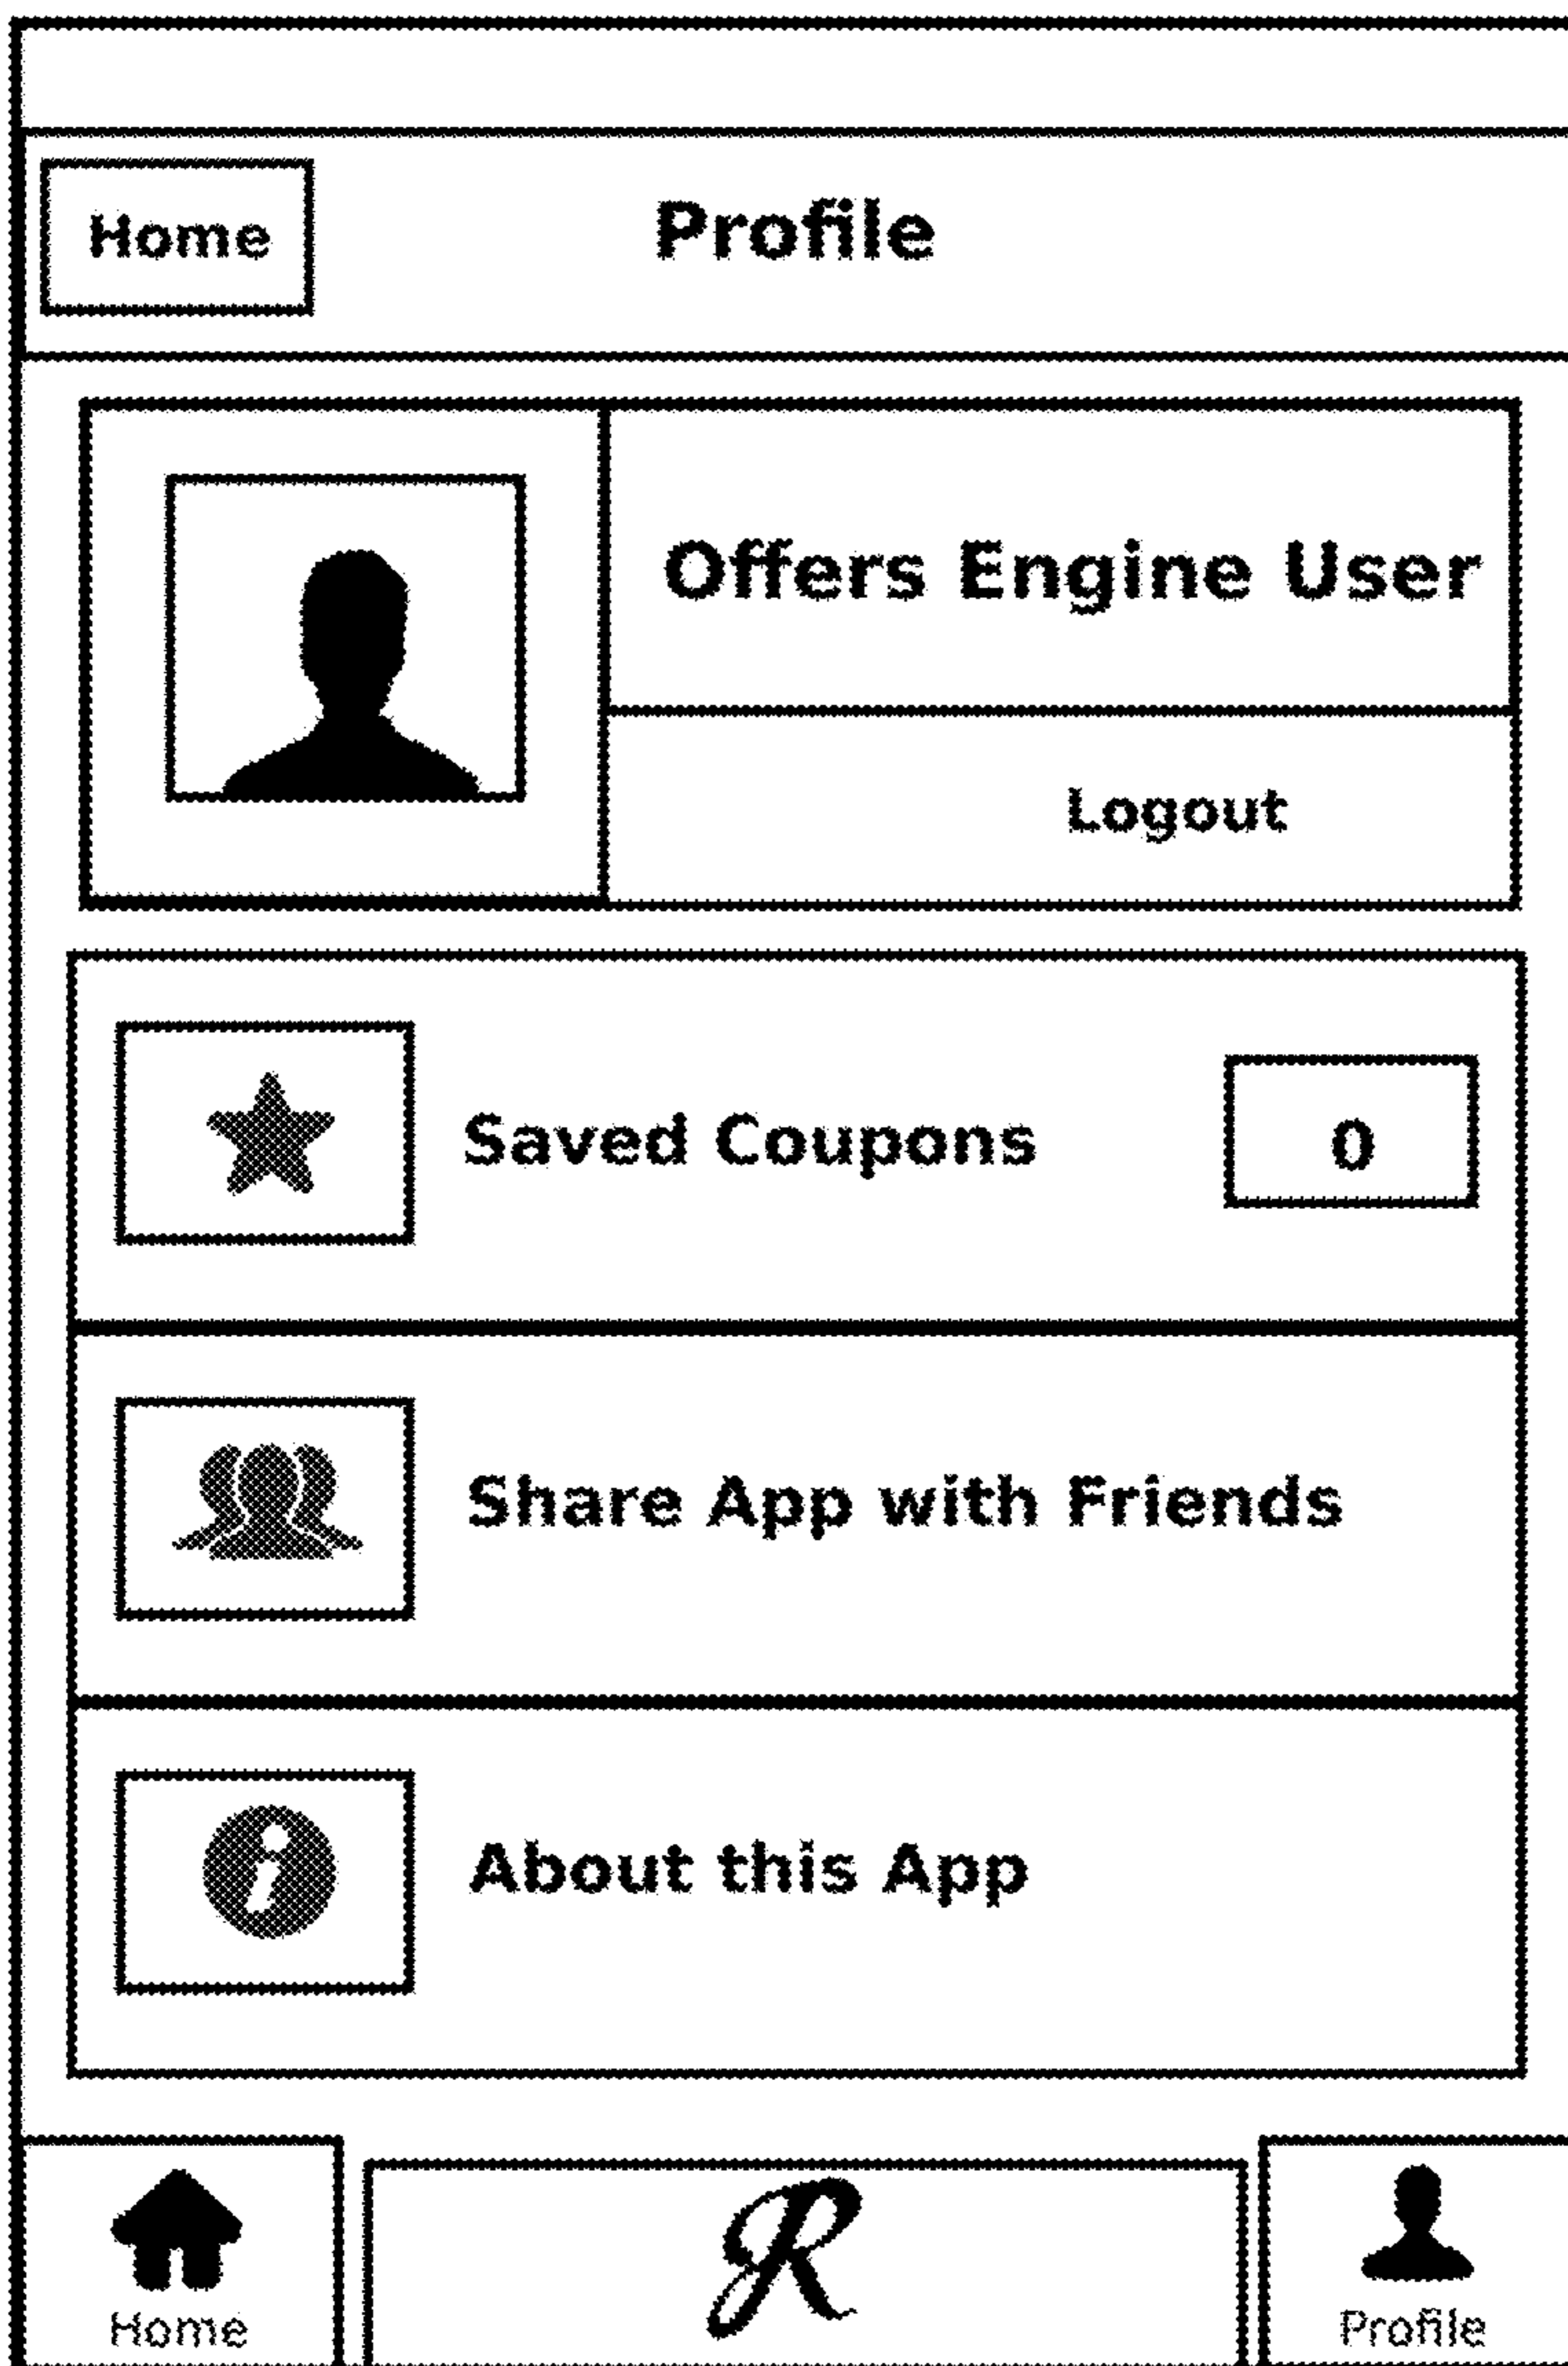 Home
Profile
Offers Engine User
Logout
Saved Coupons
0
Share App with Friends
i
About this App
R
Home
Profile